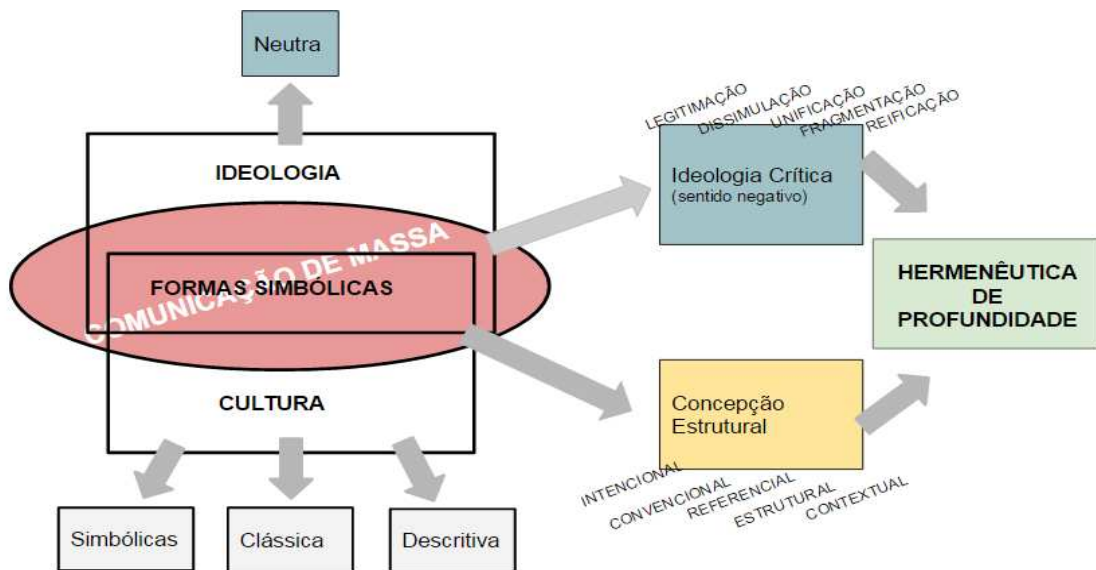 Neutra
IDEOLOGIA
COMUNICAÇÃO DE MASSA
FORMAS SIMBÓLICAS
CULTURA
Simbólicas
Clássica
Descritiva
LEGITIMAÇÃO
DISSIMULAÇÃO
UNIFICAÇÃO
FRAGMENTAÇÃO
REIFICAÇÃO
Ideologia Crítica
(sentido negativo)
HERMENÊUTICA
DE
PROFUNDIDADE
Concepção
Estrutural
INTENCIONAL
CONVENCIONAL
REFERENCIAL
ESTRUTURAL
CONTEXTUAL